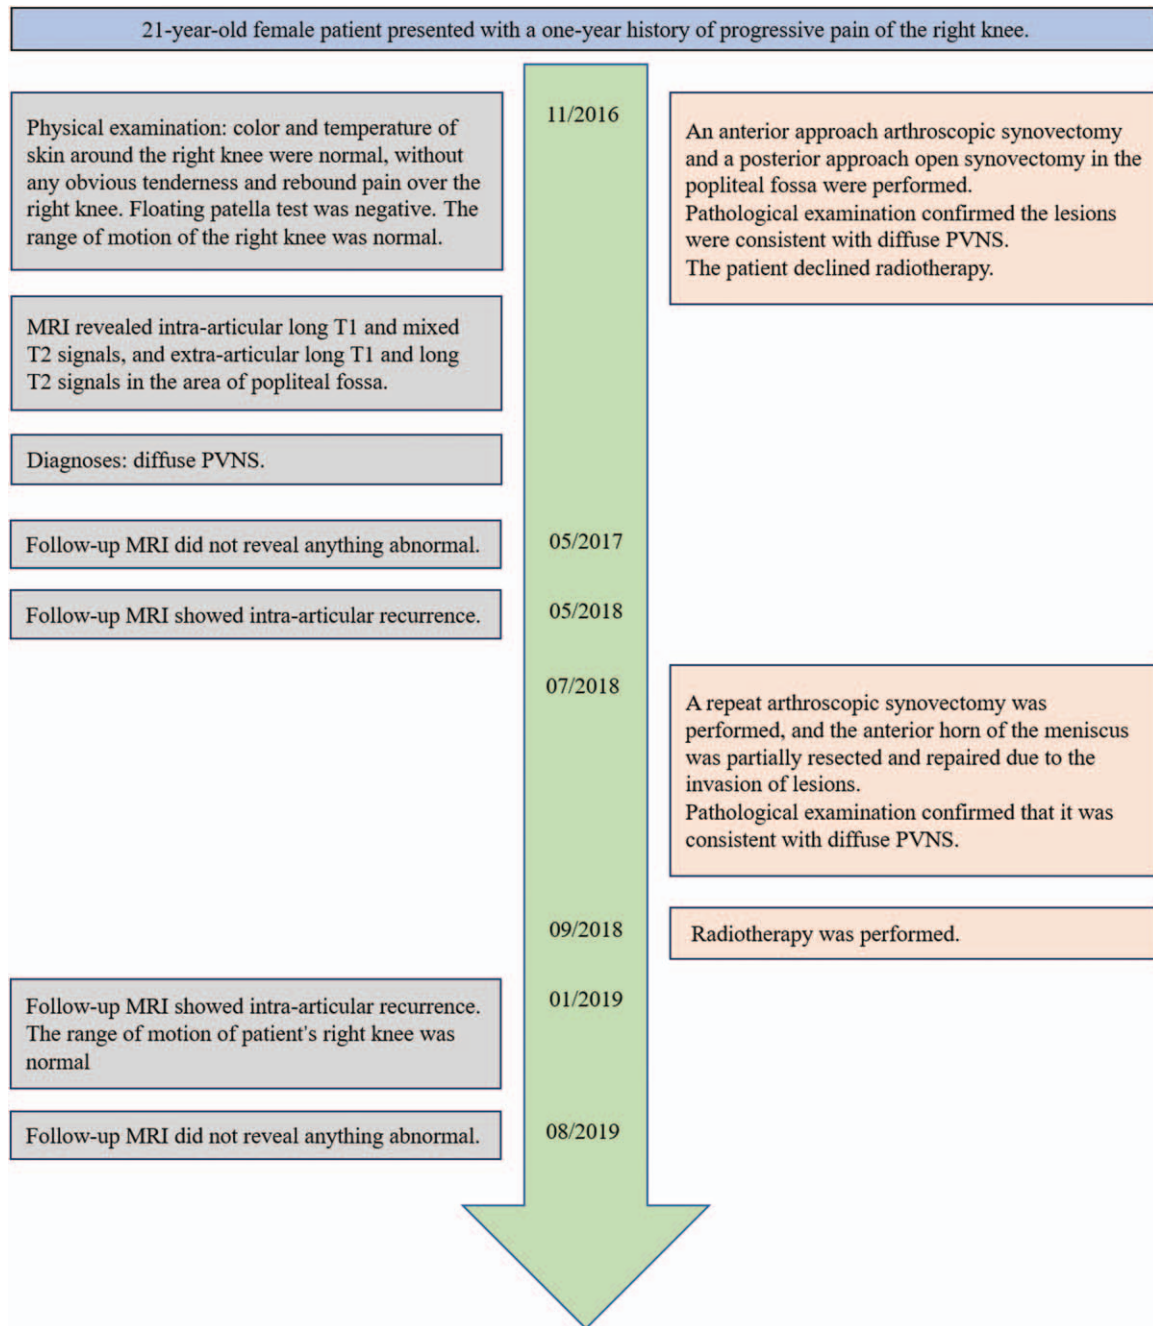 21-year-old female patient presented with a one-year history of progressive pain of the right knee.
11/2016
Physical examination: color and temperature of
skin around the right knee were normal, without
any obvious tenderness and rebound pain over the
right knee. Floating patella test was negative. The
range of motion of the right knee was normal.
An anterior approach arthroscopic synovectomy
and a posterior approach open synovectomy in the
popliteal fossa were performed.
Pathological examination confirmed the lesions
were consistent with diffuse PVNS.
The patient declined radiotherapy.
MRI revealed intra-articular long T1 and mixed
T2 signals, and extra-articular long T1 and long
T2 signals in the area of popliteal fossa.
Diagnoses: diffuse PVNS.
Follow-up MRI did not reveal anything abnormal.
05/2017
Follow-up MRI showed intra-articular recurrence.
05/2018
07/2018
A repeat arthroscopic synovectomy was
performed, and the anterior horn of the meniscus
was partially resected and repaired due to the
invasion of lesions.
Pathological examination confirmed that it was
consistent with diffuse PVNS.
09/2018
Radiotherapy was performed.
Follow-up MRI showed intra-articular recurrence.
The range of motion of patient's right knee was
normal
01/2019
Follow-up MRI did not reveal anything abnormal.
08/2019